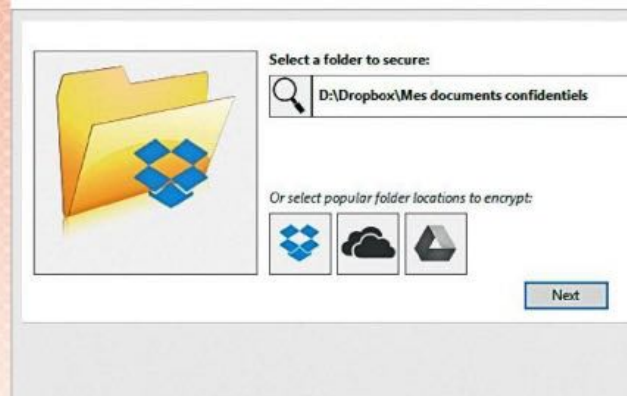 Select a folder to secure:
D:\Dropbox\Mes documents confidentiels
Or select popular folder locations to encrypt:
Next